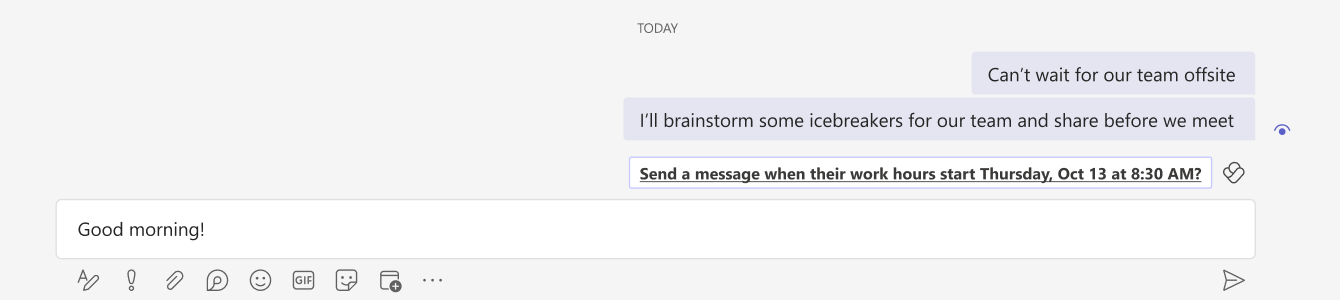 TODAY
Can't wait for our team offsite
I'll brainstorm some icebreakers for our team and share before we meet
Send a message when their work hours start Thursday, Oct 13 at 8:30 AM?
Good morning!
GIF